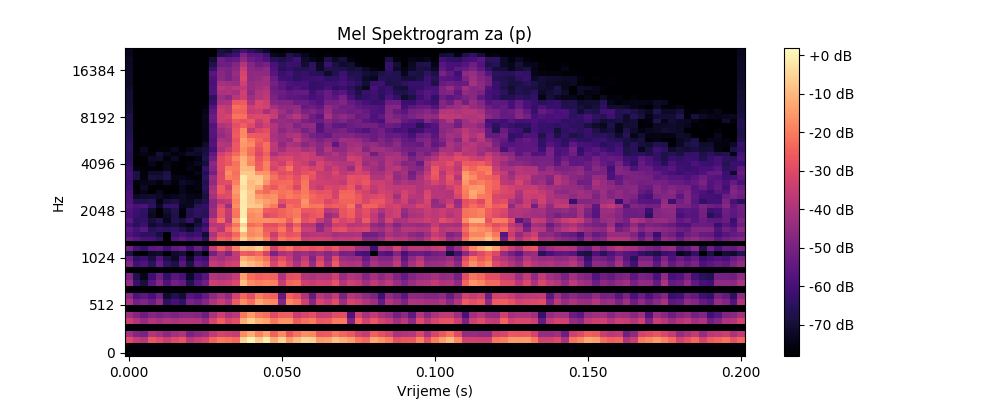 Mel Spektrogram za (p)
Hz
16384
8192
4096
2048
1024
512
0
0.000 0.050 0.100 0.150 0.200
Vrijeme (s)
+0 dB
-10 dB
-20 dB
-30 dB
-40 dB
-50 dB
-60 dB
-70 dB